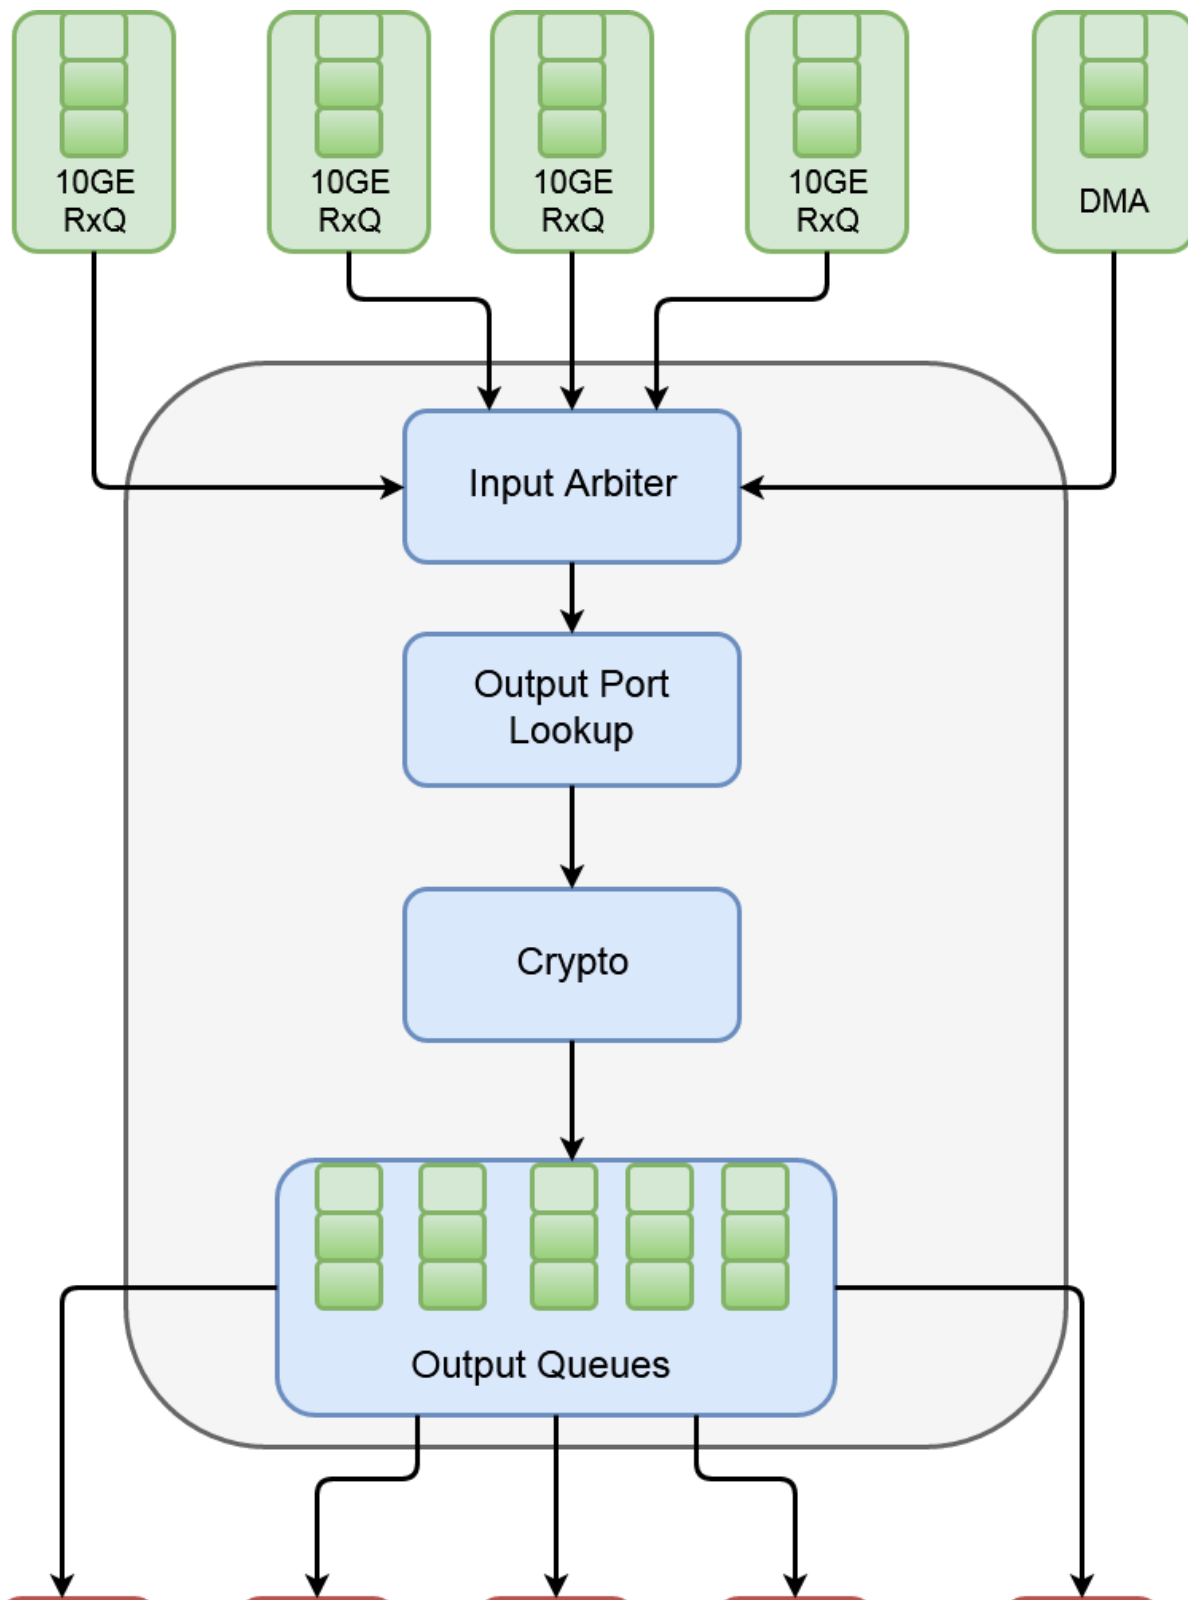 10GE
RxQ
10GE
RxQ
10GE
RxQ
10GE
RxQ
DMA
Input Arbiter
Output Port
Lookup
Crypto
Output Queues